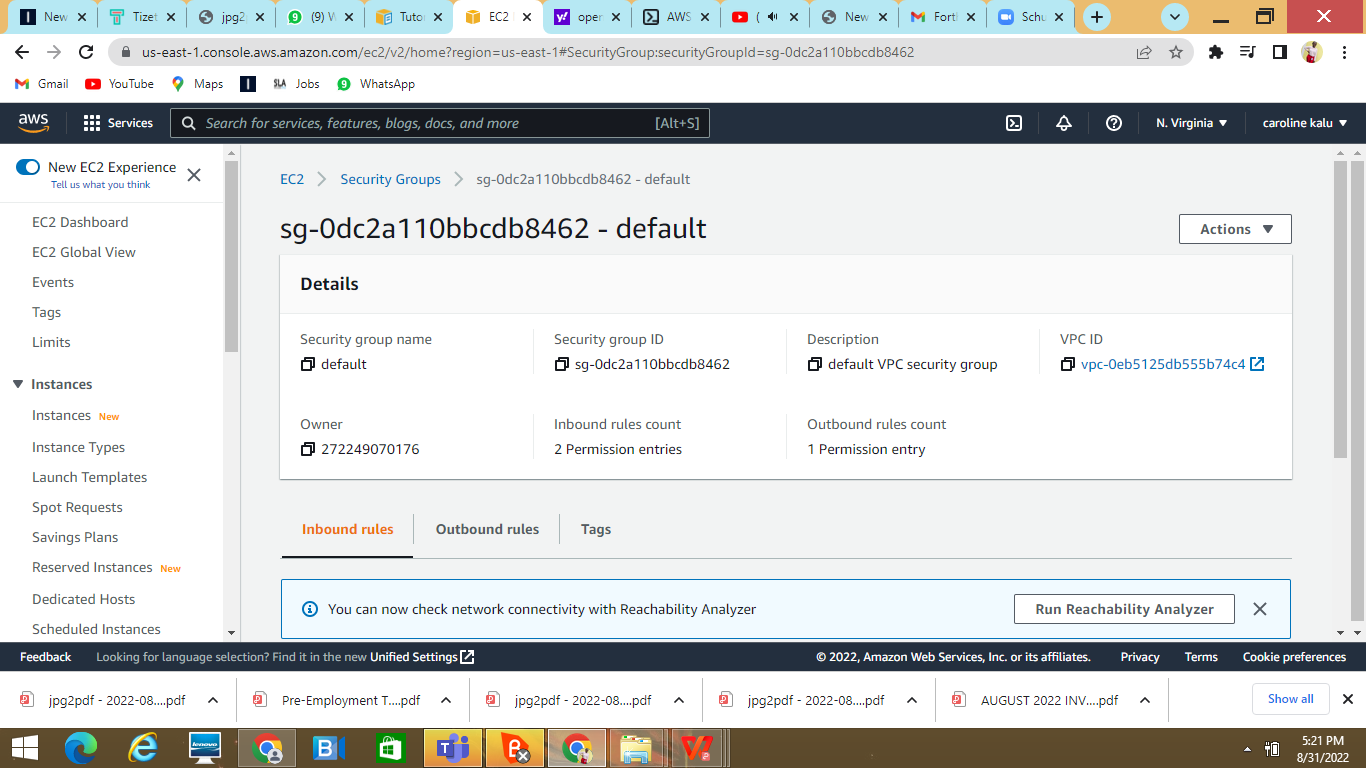 New
Tizet
jpg2
(9) W
Tutor
EC2
open
AWS
(
New
Forth
Schu
us-east-1.console.aws.amazon.com/ec2/v2/home?region=us-east-1#SecurityGroup:securityGroupId=sg-0dc2a110bbcdb8462
Gmail YouTube Maps SLA Jobs 9 WhatsApp
aws Services Search for services, features, blogs, docs, and more [Alt+S] N. Virginia caroline kalu
New EC2 Experience
Tell us what you think
EC2 Dashboard
EC2 Global View
Events
Tags
Limits
Instances
Instances New
Instance Types
Launch Templates
Spot Requests
Savings Plans
Reserved Instances New
Dedicated Hosts
Scheduled Instances
EC2 Security Groups sg-0dc2a110bbcdb8462 - default
sg-0dc2a110bbcdb8462 - default
Actions
Details
Security group name
default
Security group ID
sg-0dc2a110bbcdb8462
Description
default VPC security group
VPC ID
vpc-0eb5125db555b74c4
Owner
272249070176
Inbound rules count
2 Permission entries
Outbound rules count
1 Permission entry
Inbound rules Outbound rules Tags
You can now check network connectivity with Reachability Analyzer
Run Reachability Analyzer
Feedback Looking for language selection? Find it in the new Unified Settings © 2022, Amazon Web Services, Inc. or its affiliates. Privacy Terms Cookie preferences
jpg2pdf - 2022-08....pdf
Pre-Employment T....pdf
jpg2pdf - 2022-08....pdf
jpg2pdf - 2022-08....pdf
AUGUST 2022 INV....pdf
Show all
lenovo
5:21 PM
8/31/2022